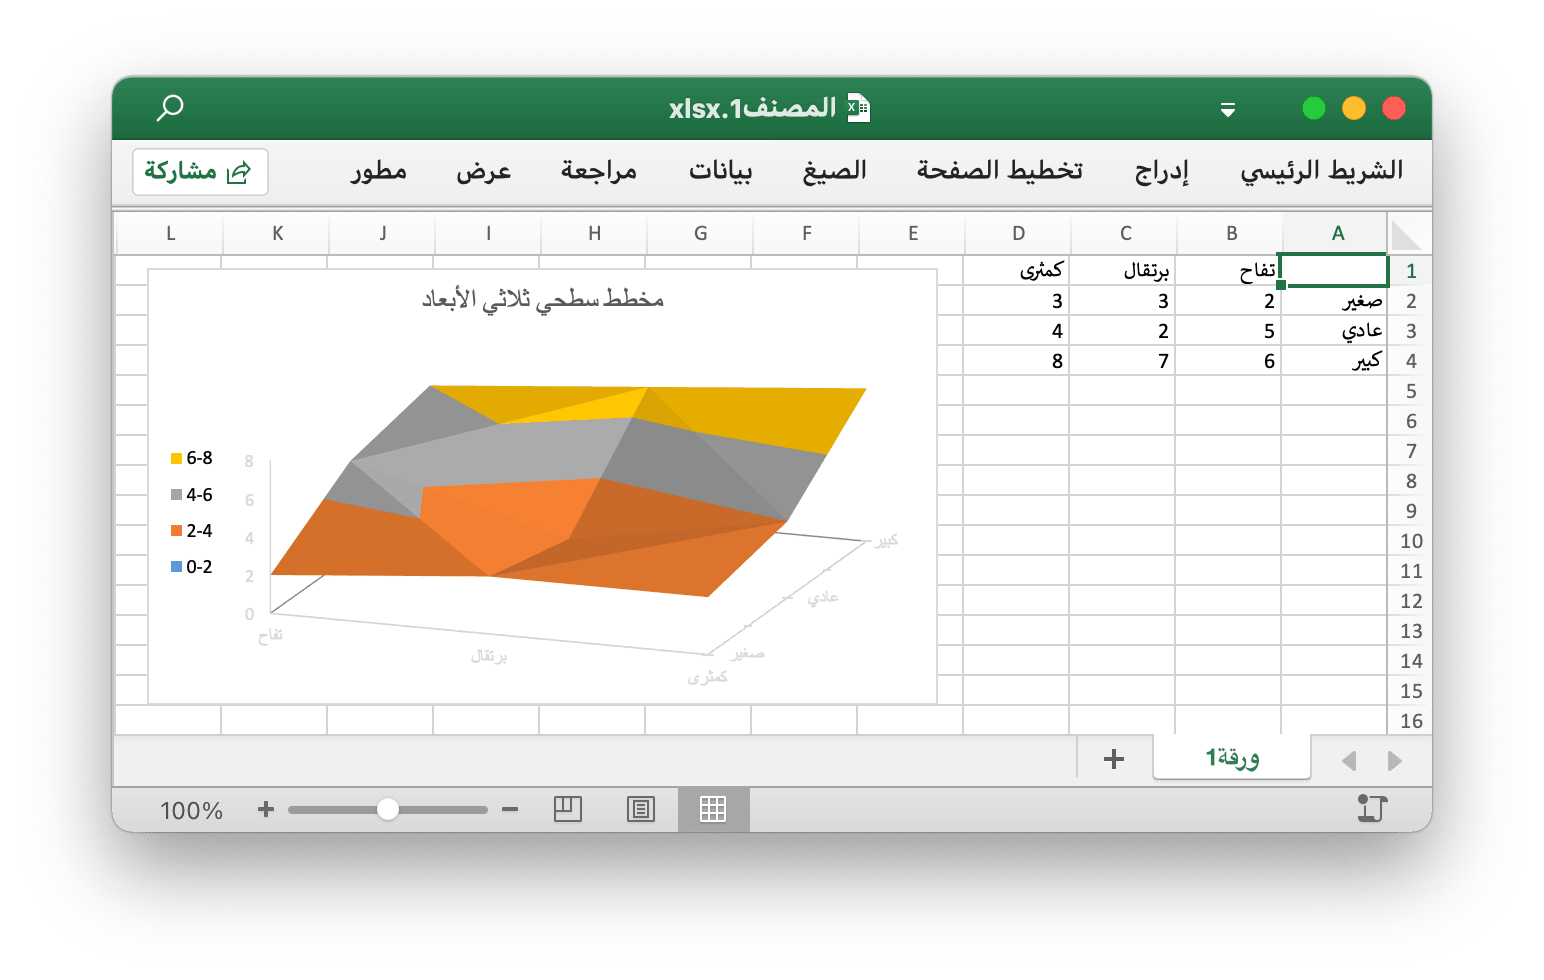 المصنف1.xlsx
الشريط الرئيسي إدراج تخطيط الصفحة الصيغ بيانات مراجعة عرض مطور مشاركة
A B C D E F G H I J K L
1 تفاح برتقال كمثرى
2 صغير 2 3 3
3 عادي 5 2 4
4 كبير 6 7 8
5
6
7
8
9
10
11
12
13
14
15
16
مخطط سطحي ثلاثي الأبعاد
6-8
4-6
2-4
0-2
8
6
4
2
0
تفاح
برتقال
كمثرى
صغير
عادي
كبير
ورقة1
100%